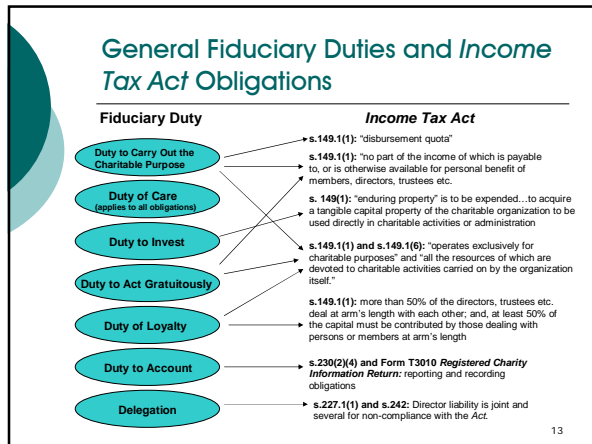 General Fiduciary Duties and Income
Tax Act Obligations
Fiduciary Duty
Income Tax Act
Duty to Carry Out the
Charitable Purpose
Duty of Care
(applies to all obligations)
Duty to Invest
Duty to Act Gratuitously
Duty of Loyalty
Duty to Account
Delegation
s.149.1(1): “disbursement quota”
s.149.1(1): “no part of the income of which is payable
to, or is otherwise available for personal benefit of
members, directors, trustees etc.
s. 149(1): “enduring property” is to be expended…to acquire
a tangible capital property of the charitable organization to be
used directly in charitable activities or administration
s.149.1(1) and s.149.1(6): “operates exclusively for
charitable purposes” and “all the resources of which are
devoted to charitable activities carried on by the organization
itself.”
s.149.1(1): more than 50% of the directors, trustees etc.
deal at arm’s length with each other; and, at least 50% of
the capital must be contributed by those dealing with
persons or members at arm’s length
s.230(2)(4) and Form T3010 Registered Charity
Information Return: reporting and recording
obligations
s.227.1(1) and s.242: Director liability is joint and
several for non-compliance with the Act.
13